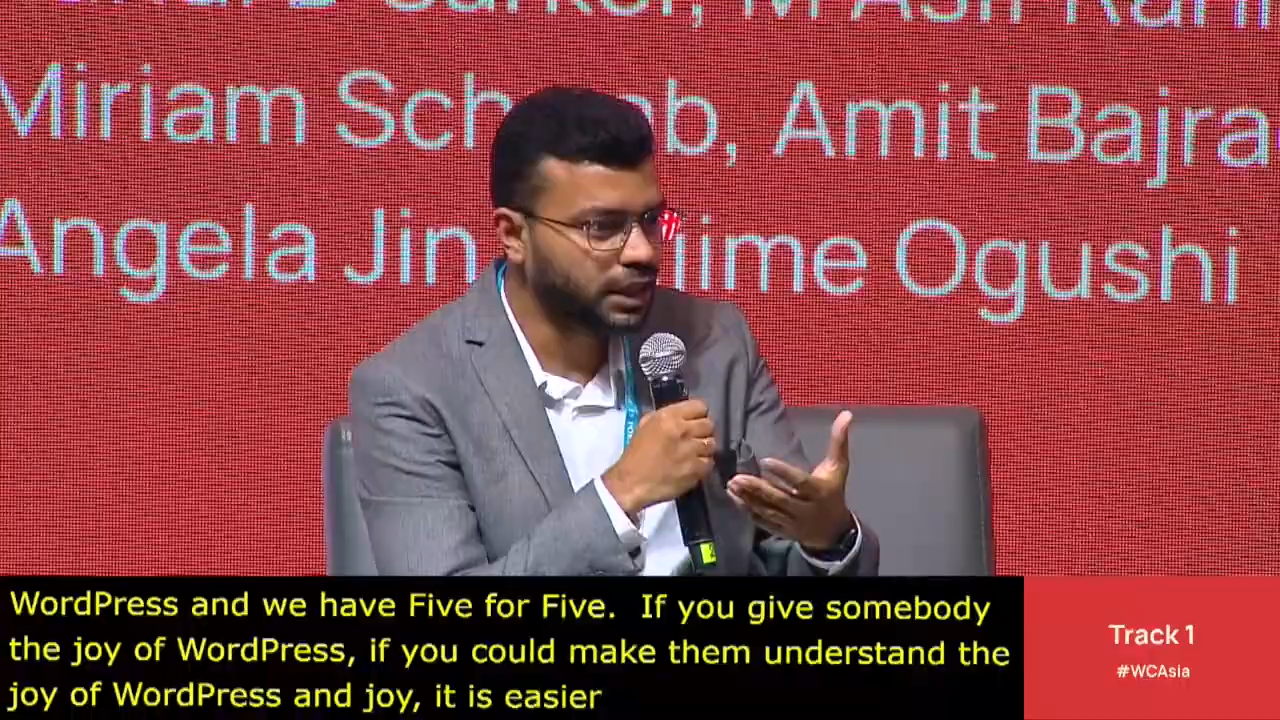 Miriam Sch ab, Amit Bajra
Angela Jin, jime Ogushi
WordPress and we have Five for Five. If you give somebody
the joy of WordPress, if you could make them understand the
joy of WordPress and joy, it is easier
Track 1
#WCAsia